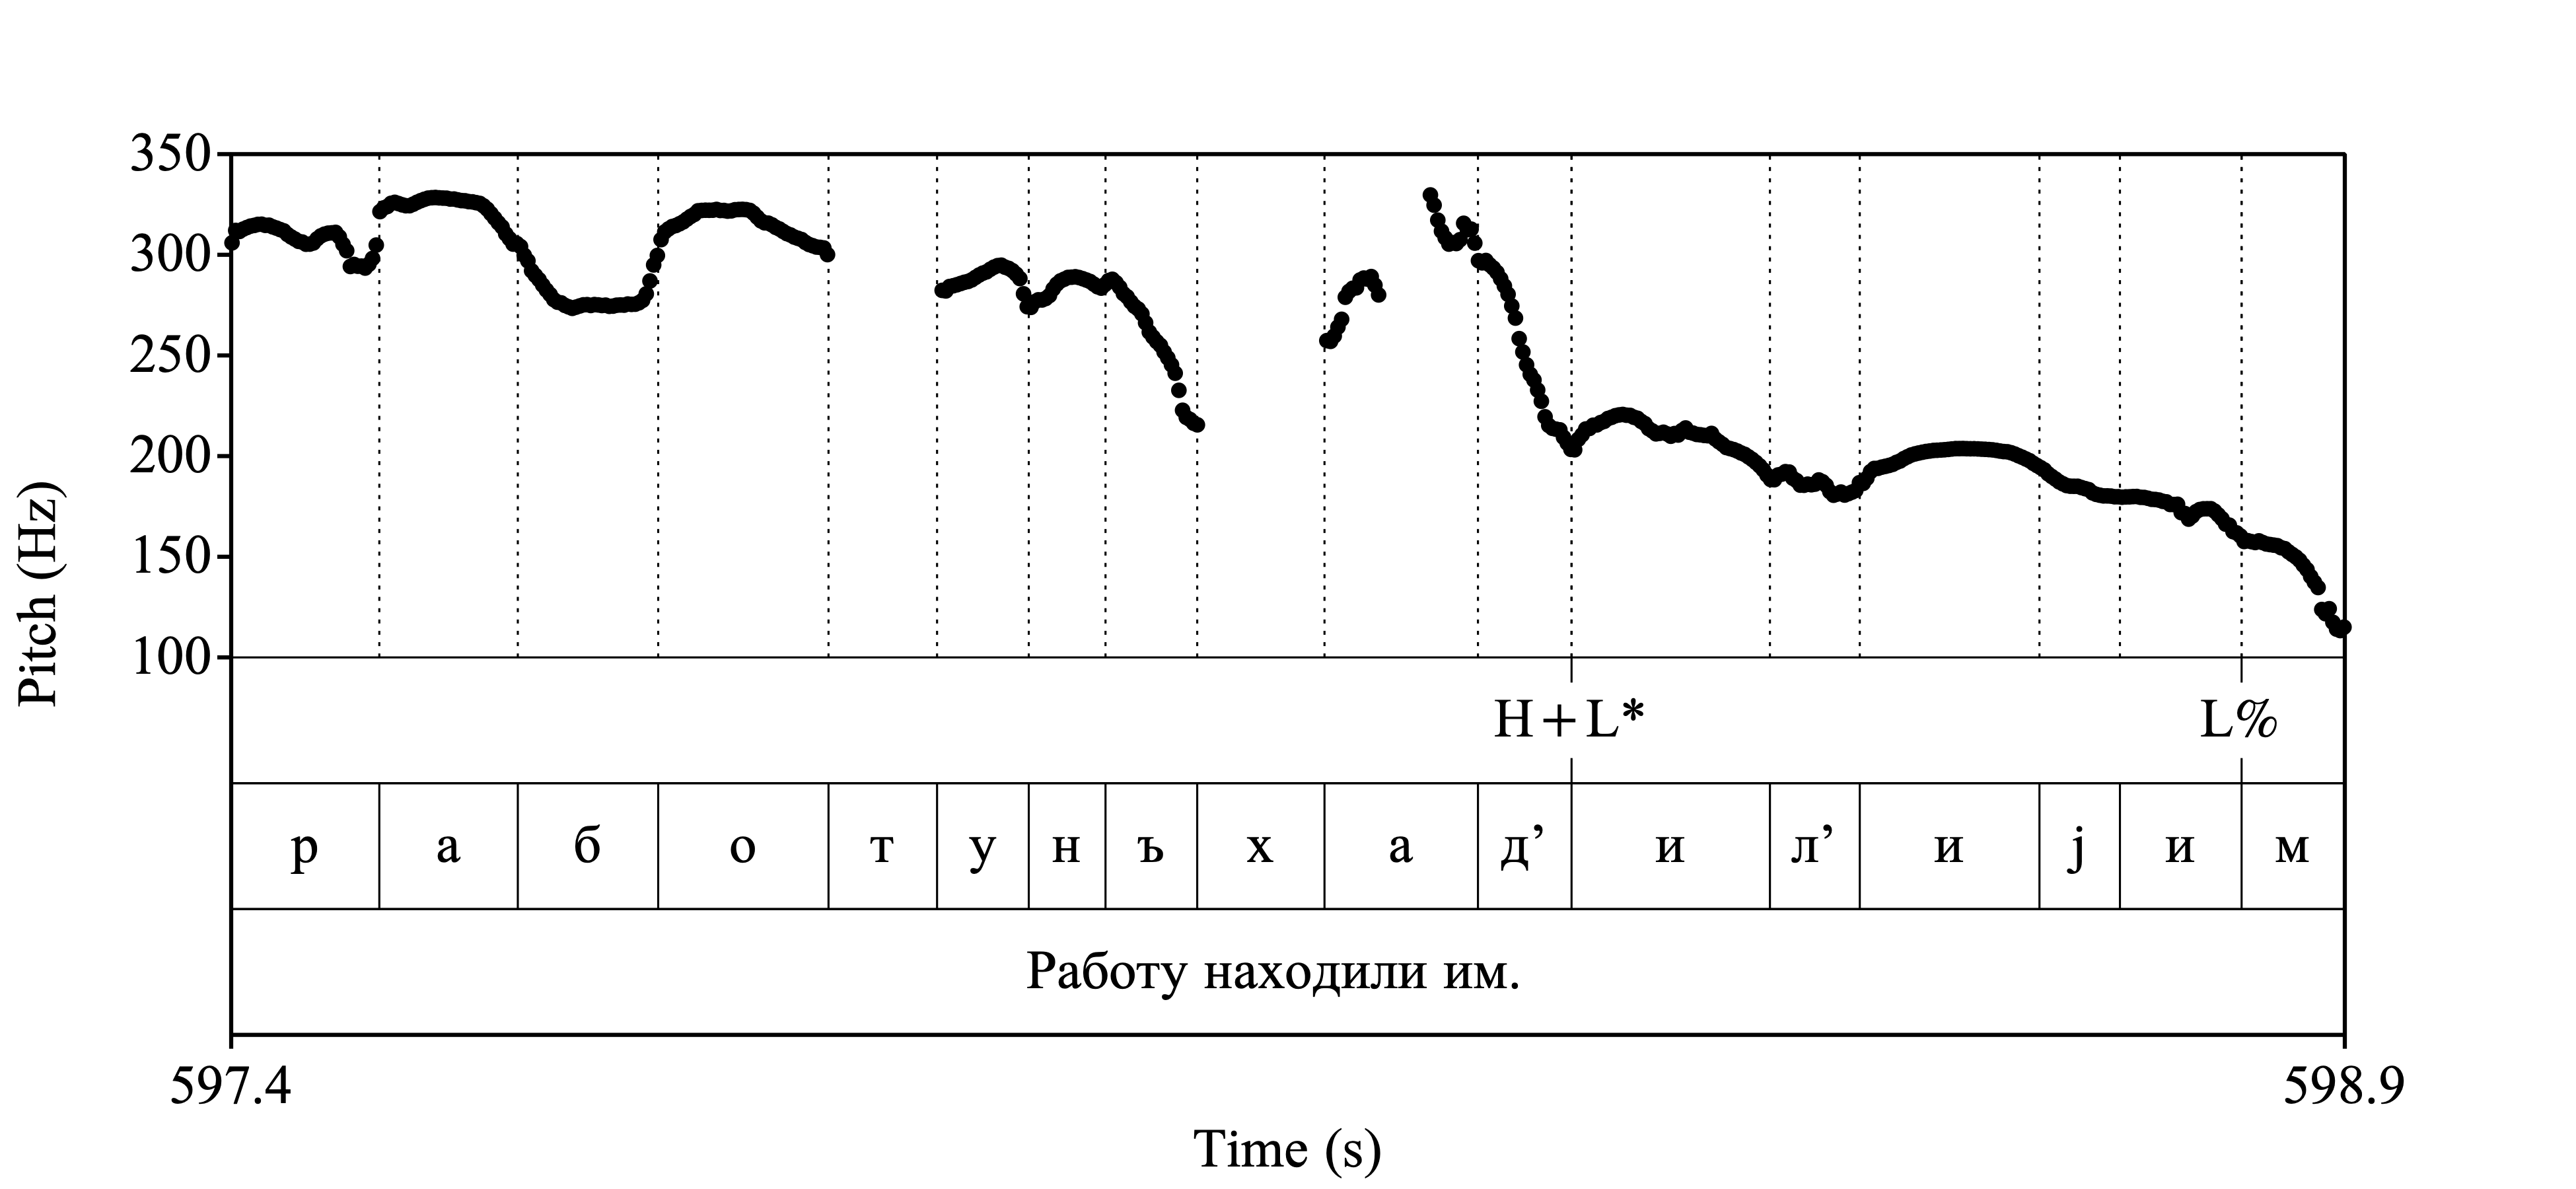 350
300
250
200
150
100
Pitch (Hz)
H+L* L%
р а б о т у н ъ х а д’ и л’ и j и м
Работу находили им.
597.4 598.9
Time (s)